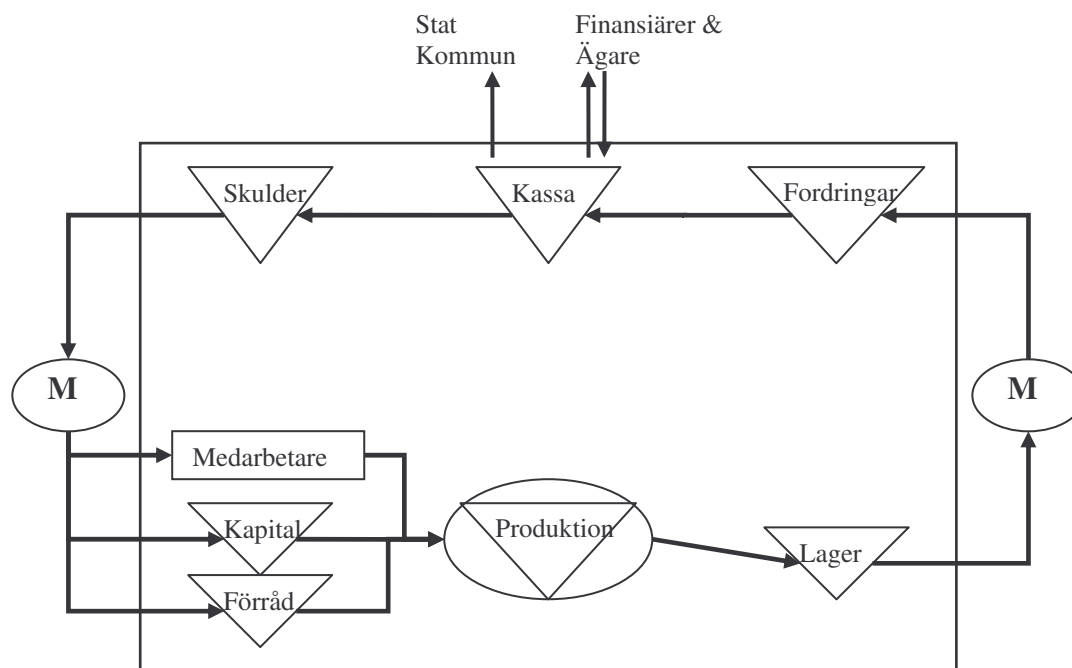 Stat
Kommun
Finansiärer &
Ägare
Skulder
Kassa
Fordringar
M
M
Medarbetare
Kapital
Produktion
Lager
Förråd